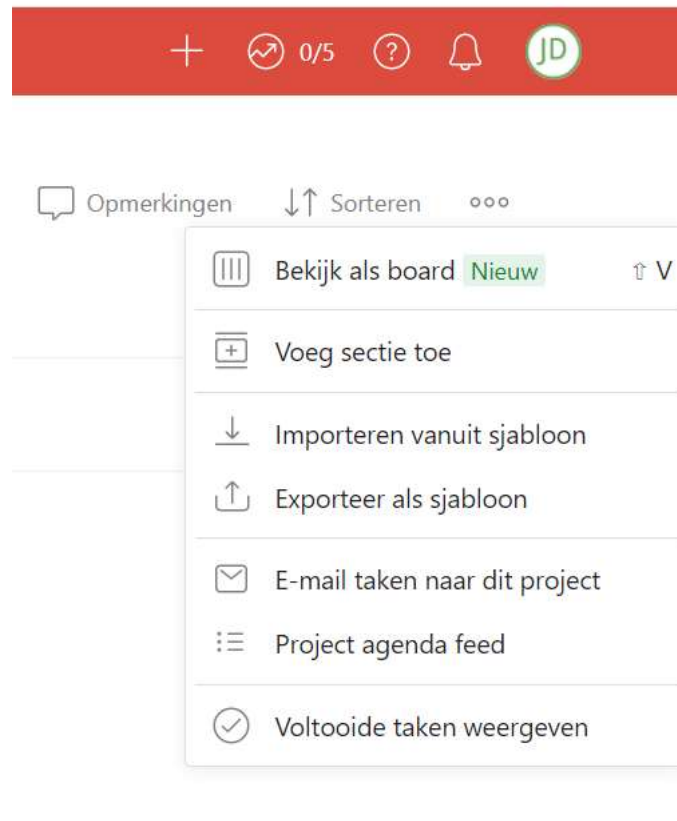 0/5 ? JD
Opmerkingen Sorteren
Bekijk als board Nieuw ⇧ V
Voeg sectie toe
Importeren vanuit sjabloon
Exporteer als sjabloon
E-mail taken naar dit project
Project agenda feed
Voltooide taken weergeven